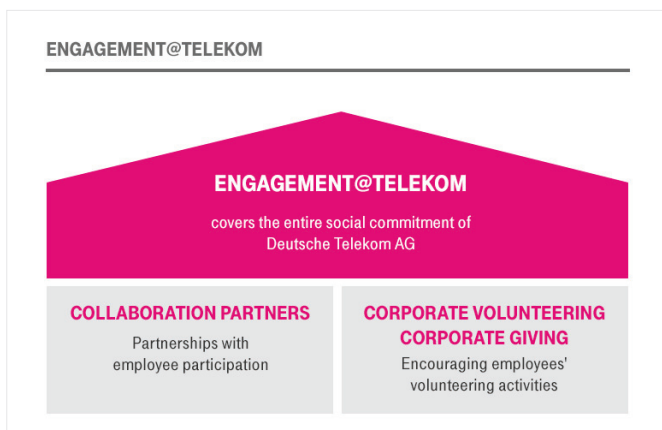 ENGAGEMENT@TELEKOM
ENGAGEMENT@TELEKOM
covers the entire social commitment of
Deutsche Telekom AG
COLLABORATION PARTNERS
Partnerships with
employee participation
CORPORATE VOLUNTEERING
CORPORATE GIVING
Encouraging employees'
volunteering activities